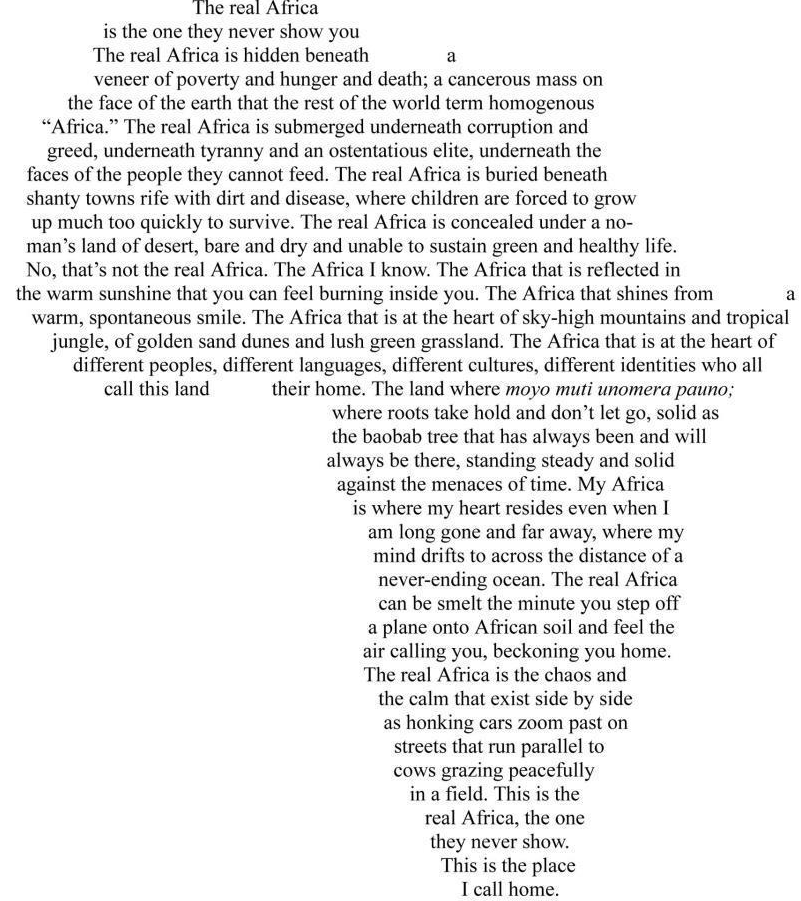 The real Africa
is the one they never show you
The real Africa is hidden beneath a
veneer of poverty and hunger and death; a cancerous mass on
the face of the earth that the rest of the world term homogenous
“Africa.” The real Africa is submerged underneath corruption and
greed, underneath tyranny and an ostentatious elite, underneath the
faces of the people they cannot feed. The real Africa is buried beneath
shanty towns rife with dirt and disease, where children are forced to grow
up much too quickly to survive. The real Africa is concealed under a no-
man’s land of desert, bare and dry and unable to sustain green and healthy life.
No, that’s not the real Africa. The Africa I know. The Africa that is reflected in
the warm sunshine that you can feel burning inside you. The Africa that shines from a
warm, spontaneous smile. The Africa that is at the heart of sky-high mountains and tropical
jungle, of golden sand dunes and lush green grassland. The Africa that is at the heart of
different peoples, different languages, different cultures, different identities who all
call this land their home. The land where moyo muti unomera pauno;
where roots take hold and don’t let go, solid as
the baobab tree that has always been and will
always be there, standing steady and solid
against the menaces of time. My Africa
is where my heart resides even when I
am long gone and far away, where my
mind drifts to across the distance of a
never-ending ocean. The real Africa
can be smelt the minute you step off
a plane onto African soil and feel the
air calling you, beckoning you home.
The real Africa is the chaos and
the calm that exist side by side
as honking cars zoom past on
streets that run parallel to
cows grazing peacefully
in a field. This is the
real Africa, the one
they never show.
This is the place
I call home.